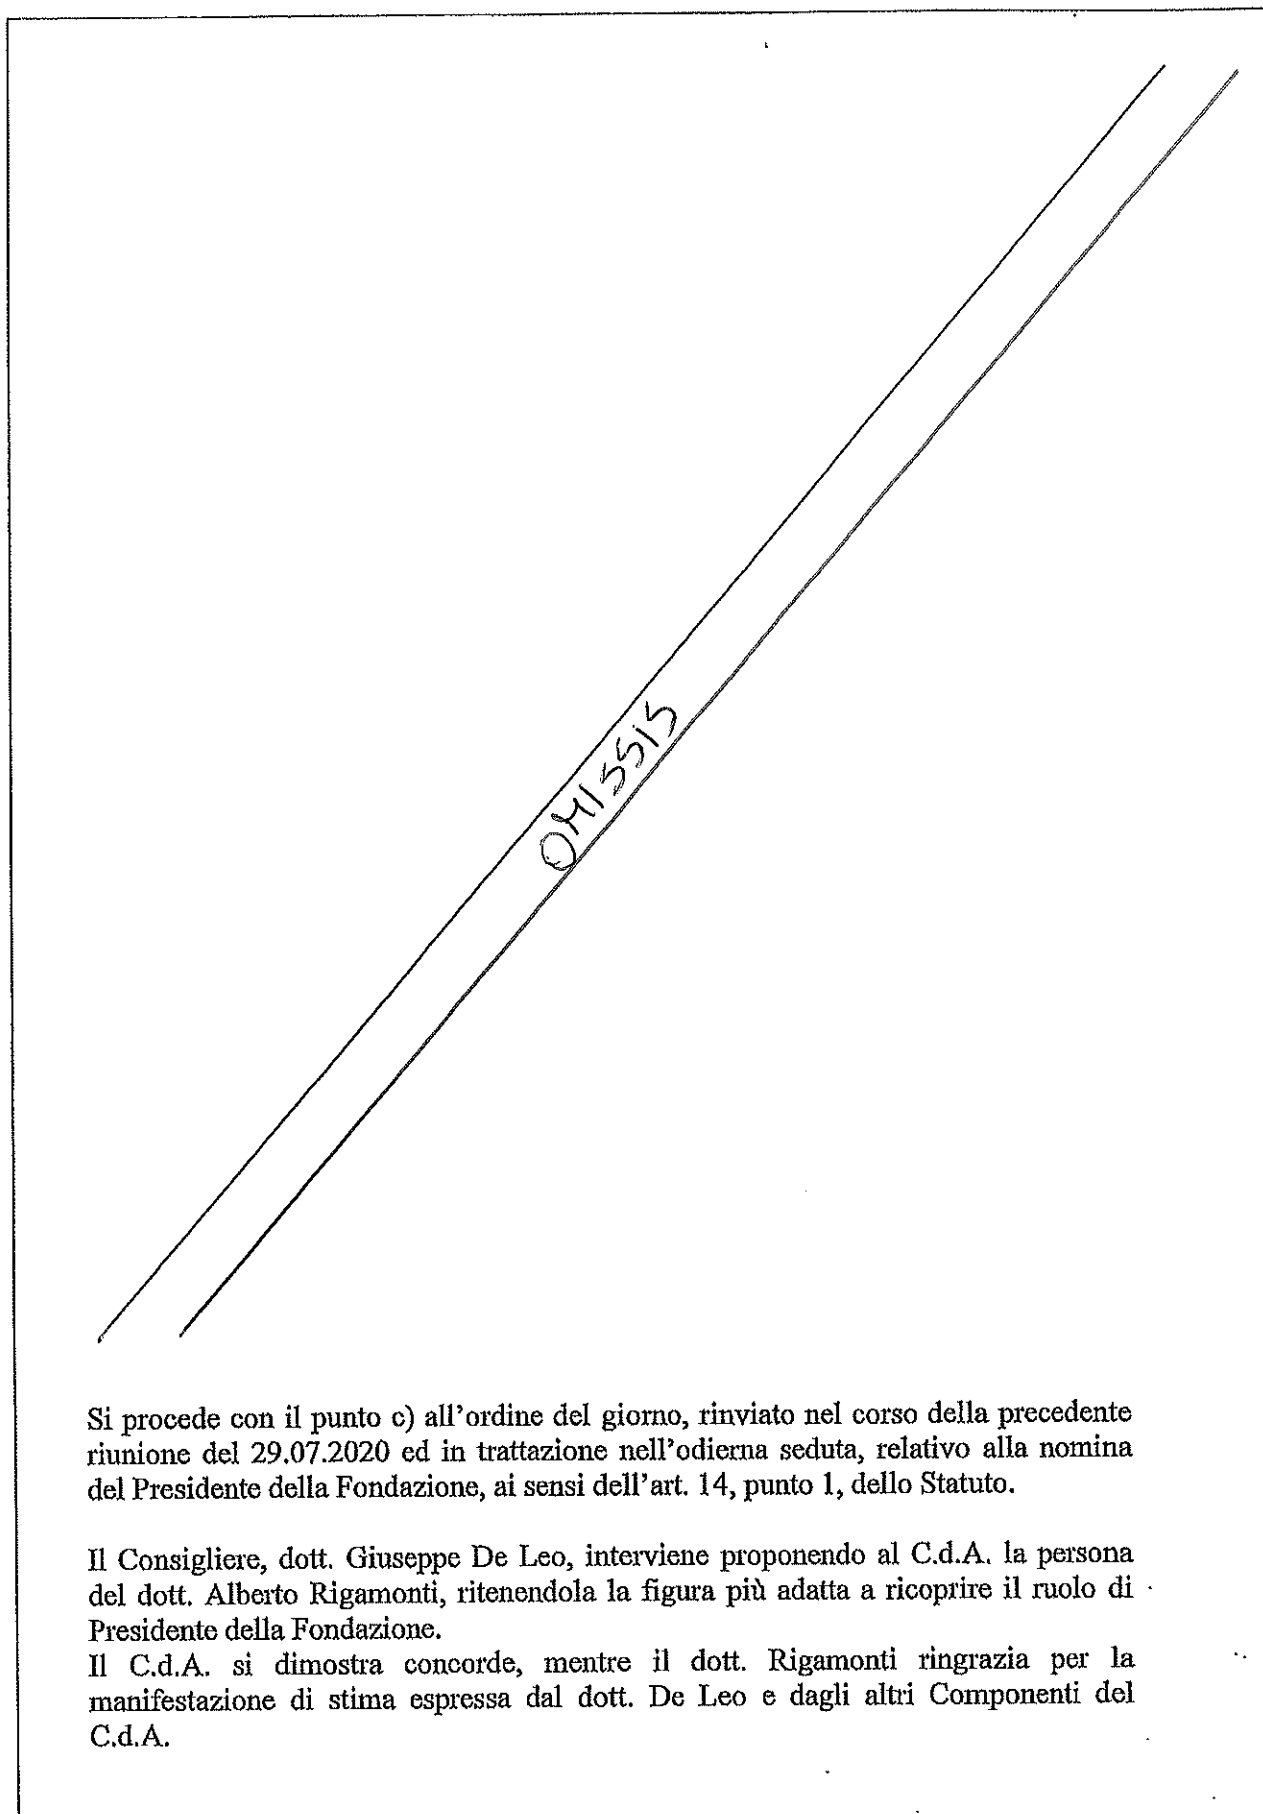 OMISSIS
Si procede con il punto c) all'ordine del giorno, rinviato nel corso della precedente
riunione del 29.07.2020 ed in trattazione nell'odierna seduta, relativo alla nomina
del Presidente della Fondazione, ai sensi dell'art. 14, punto 1, dello Statuto.
Il Consigliere, dott. Giuseppe De Leo, interviene proponendo al C.d.A. la persona
del dott. Alberto Rigamonti, ritenendola la figura più adatta a ricoprire il ruolo di
Presidente della Fondazione.
Il C.d.A. si dimostra concorde, mentre il dott. Rigamonti ringrazia per la
manifestazione di stima espressa dal dott. De Leo e dagli altri Componenti del
C.d.A.